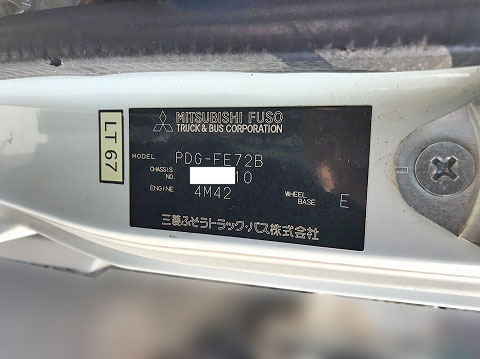 LT67
MITSUBISHI FUSO
TRUCK & BUS CORPORATION
MODEL PDG-FE72B
CHASSIS NO. 10
ENGINE 4M42 WHEEL BASE E
三菱ふそうトラック・バス株式会社